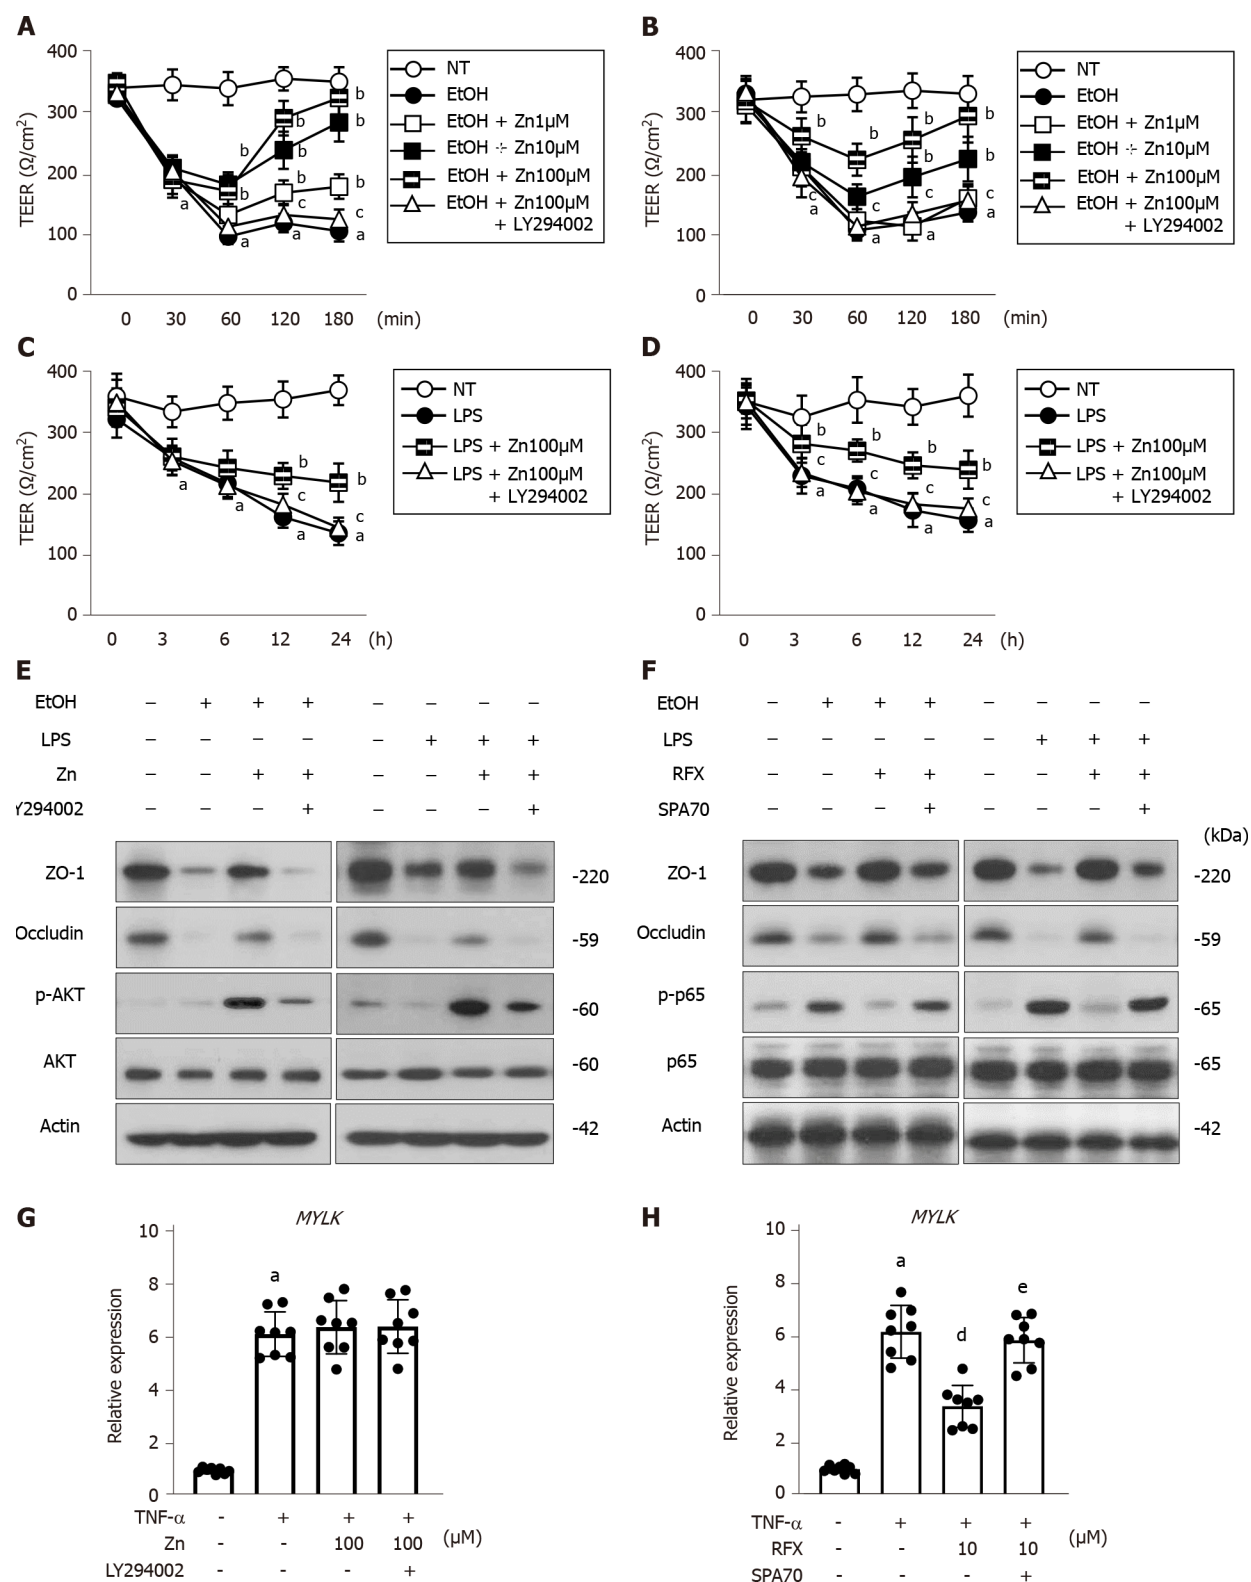 A
400
300
200
100
0
TEER (Ω/cm²)
0 30 60 120 180 (min)
b
b
b
b
b
b
b
a
c
c
a
a
a
NT
EtOH
EtOH + Zn1μM
EtOH + Zn10μM
EtOH + Zn100μM
EtOH + Zn100μM
+ LY294002
B
400
300
200
100
0
TEER (Ω/cm²)
0 30 60 120 180 (min)
b
b
b
b
b
b
b
c
c
c
c
a
a
a
a
NT
EtOH
EtOH + Zn1μM
EtOH + Zn10μM
EtOH + Zn100μM
EtOH + Zn100μM
+ LY294002
C
400
300
200
100
0
TEER (Ω/cm²)
0 3 6 12 24 (h)
b
b
c
c
a
a
a
a
NT
LPS
LPS + Zn100μM
LPS + Zn100μM
+ LY294002
D
400
300
200
100
0
TEER (Ω/cm²)
0 3 6 12 24 (h)
b
b
b
b
c
c
c
c
a
a
a
a
NT
LPS
LPS + Zn100μM
LPS + Zn100μM
+ LY294002
E
EtOH − + + + − − − −
LPS − − − − − + + +
Zn − − + + − − + +
Y294002 − − − + − − − +
ZO-1 -220
Occludin -59
p-AKT -60
AKT -60
Actin -42
F
EtOH − + + + − − − −
LPS − − − − − + + +
RFX − − + + − − + +
SPA70 − − − + − − − +
(kDa)
ZO-1 -220
Occludin -59
p-p65 -65
p65 -65
Actin -42
G
MYLK
10
8
6
4
2
0
Relative expression
a
TNF-α - + + +
Zn - - 100 100 (μM)
LY294002 - - - +
H
MYLK
10
8
6
4
2
0
Relative expression
a
d
e
TNF-α - + + +
RFX - - 10 10 (μM)
SPA70 - - - +